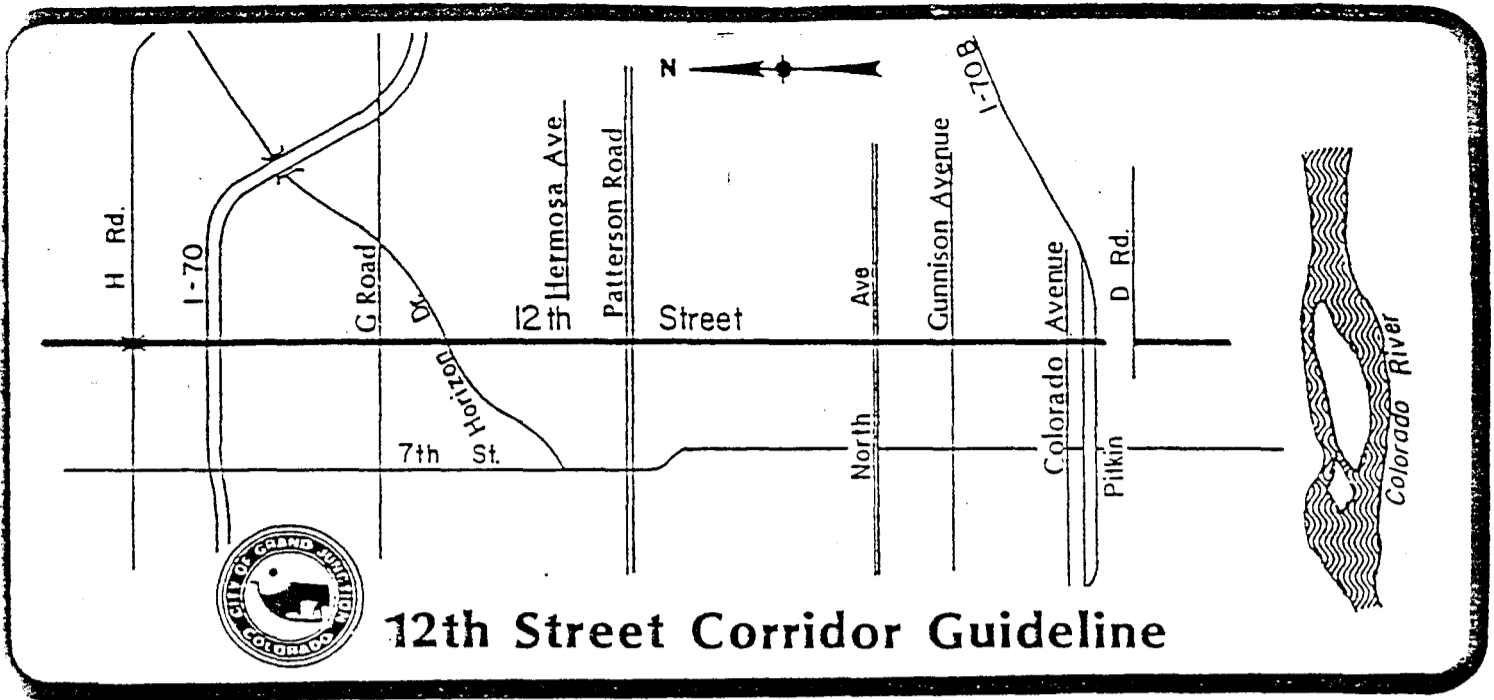 N
I-70B
H Rd.
I-70
G Road
Horizon Dr.
Hermosa Ave.
Patterson Road
12th Street
North Ave
Gunnison Avenue
Colorado Avenue
D Rd.
Pitkin
7th St.
Colorado River
CITY OF GRAND JUNCTION
COLORADO
12th Street Corridor Guideline